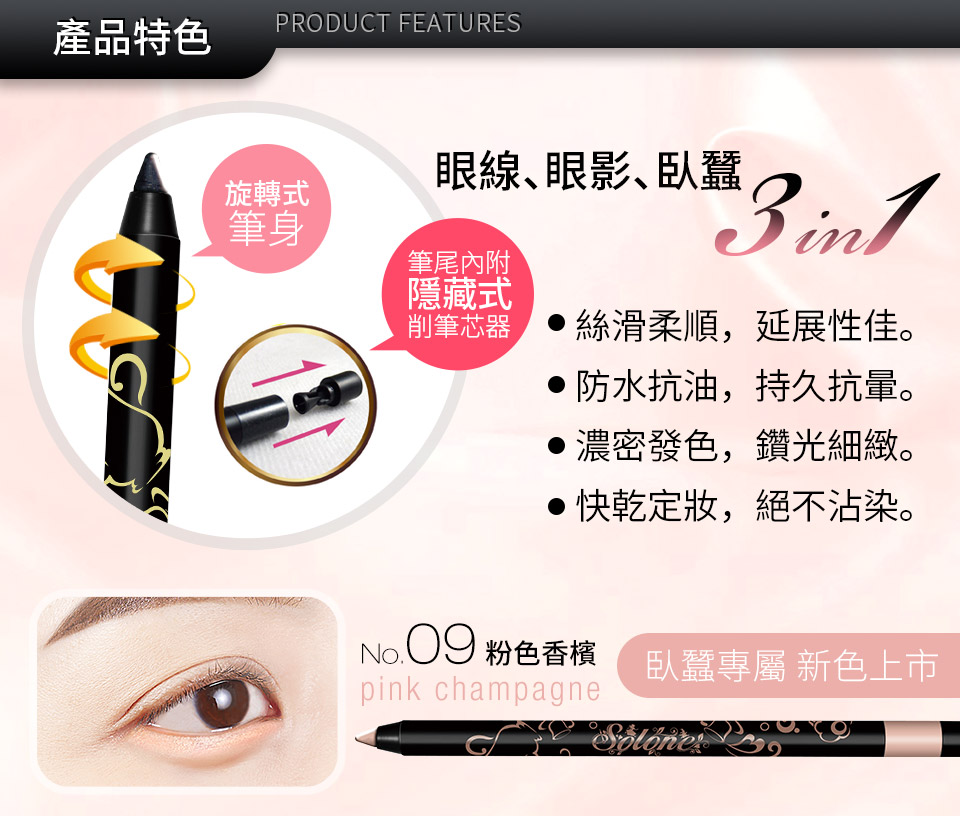 產品特色
PRODUCT FEATURES
旋轉式
筆身
眼線、眼影、臥蠶
3 in 1
筆尾內附
隱藏式
削筆芯器
● 絲滑柔順，延展性佳。
● 防水抗油，持久抗暈。
● 濃密發色，鑽光細緻。
● 快乾定妝，絕不沾染。
No.09 粉色香檳
pink champagne
臥蠶專屬 新色上市
Solone